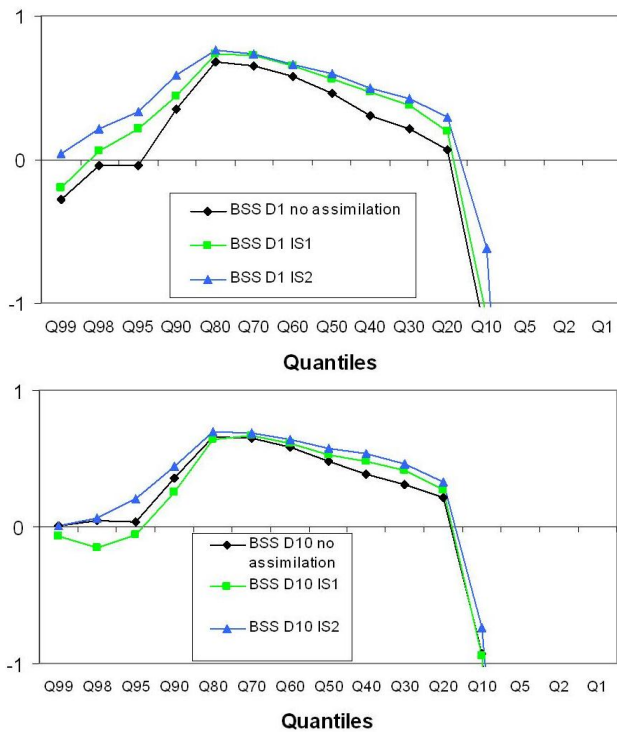 1
0
-1
BSS D1 no assimilation
BSS D1 IS1
BSS D1 IS2
Q99 Q98 Q95 Q90 Q80 Q70 Q60 Q50 Q40 Q30 Q20 Q10 Q5 Q2 Q1
Quantiles
1
0
-1
BSS D10 no
assimilation
BSS D10 IS1
BSS D10 IS2
Q99 Q98 Q95 Q90 Q80 Q70 Q60 Q50 Q40 Q30 Q20 Q10 Q5 Q2 Q1
Quantiles